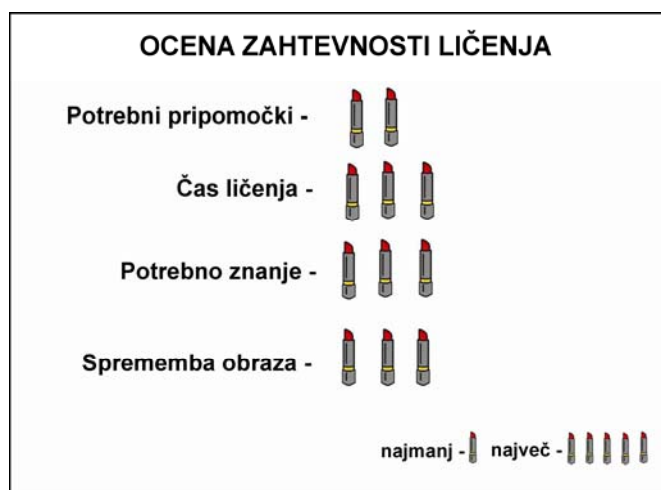 OCENA ZAHTEVNOSTI LIČENJA
Potrebni pripomočki -
Čas ličenja -
Potrebno znanje -
Sprememba obraza -
najmanj - največ -